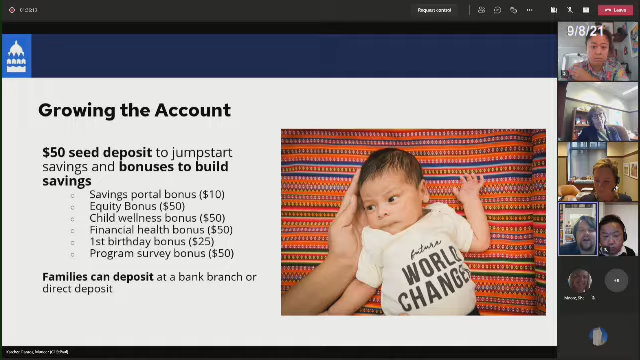 Request control
Leave
9/8/21
Growing the Account
$50 seed deposit to jumpstart
savings and bonuses to build
savings
Savings portal bonus ($10)
Equity Bonus ($50)
Child wellness bonus ($50)
Financial health bonus ($50)
1st birthday bonus ($25)
Program survey bonus ($50)
Families can deposit at a bank branch or
direct deposit
future
WORLD
CHANGER